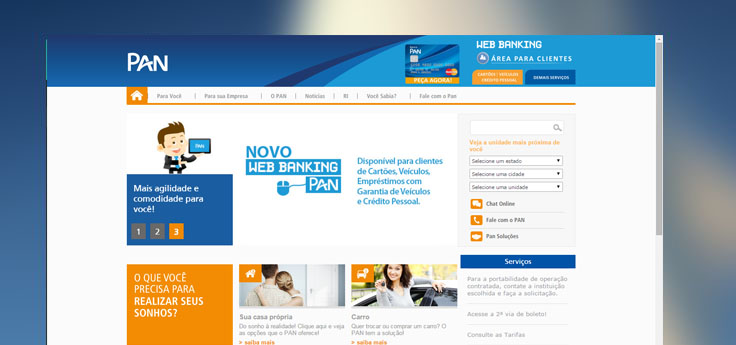 PAN
PAN
PEÇA AGORA!
WEB BANKING
ÁREA PARA CLIENTES
CARTÕES | VEÍCULOS
CRÉDITO PESSOAL
DEMAIS SERVIÇOS
Para Você
Para sua Empresa
O PAN
Notícias
RI
Você Sabia?
Fale com o Pan
PAN
Mais agilidade e
comodidade para
você!
1 2 3
NOVO
WEB BANKING
PAN
Disponível para clientes
de Cartões, Veículos,
Empréstimos com
Garantia de Veículos
e Crédito Pessoal.
Veja a unidade mais próxima de
você
Selecione um estado
Selecione uma cidade
Selecione uma unidade
Chat Online
Fale com o PAN
Pan Soluções
O QUE VOCÊ
PRECISA PARA
REALIZAR SEUS
SONHOS?
Sua casa própria
Do sonho à realidade! Clique aqui e veja
as opções que o PAN oferece!
» saiba mais
Carro
Quer trocar ou comprar um carro? O
PAN tem a solução!
» saiba mais
Serviços
Para a portabilidade de operação
contratada, contate a instituição
escolhida e faça a solicitação.
Acesse a 2ª via de boleto!
Consulte as Tarifas